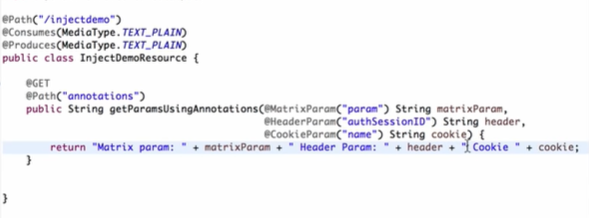 @Path("/injectdemo")
@Consumes(MediaType.TEXT_PLAIN)
@Produces(MediaType.TEXT_PLAIN)
public class InjectDemoResource {
@GET
@Path("annotations")
public String getParamsUsingAnnotations(@MatrixParam("param") String matrixParam,
@HeaderParam("authSessionID") String header,
@CookieParam("name") String cookie) {
return "Matrix param: " + matrixParam + " Header Param: " + header + " Cookie " + cookie;
}
}